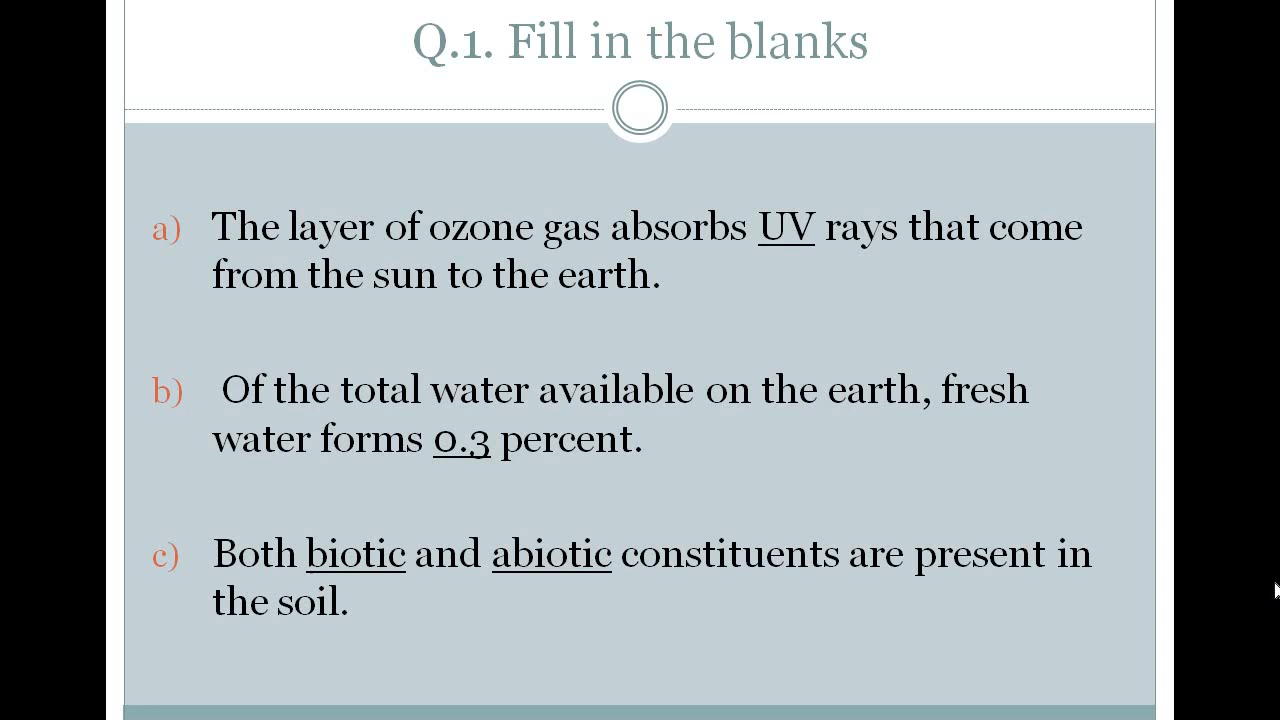 Q.1. Fill in the blanks
a) The layer of ozone gas absorbs UV rays that come
from the sun to the earth.
b) Of the total water available on the earth, fresh
water forms 0.3 percent.
c) Both biotic and abiotic constituents are present in
the soil.